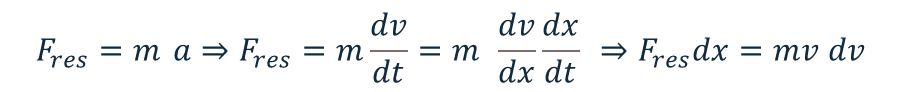 F_res = m a ⇒ F_res = m dv/dt = m dv/dx dx/dt ⇒ F_res dx = mv dv